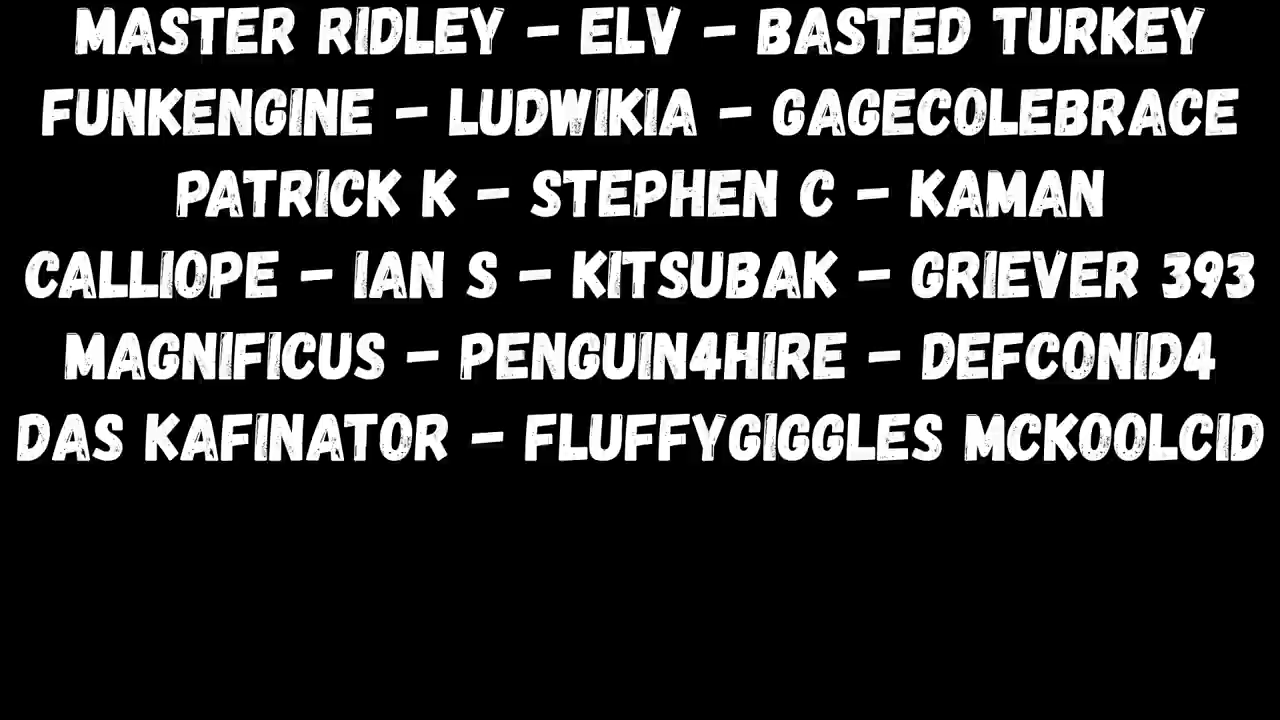 MASTER RIDLEY - ELV - BASTED TURKEY
FUNKENGINE - LUDWIKIA - GAGECOLEBRACE
PATRICK K - STEPHEN C - KAMAN
CALLIOPE - IAN S - KITSUBAK - GRIEVER 393
MAGNIFICUS - PENGUIN4HIRE - DEFCONID4
DAS KAFINATOR - FLUFFYGIGGLES MCKOOLCID